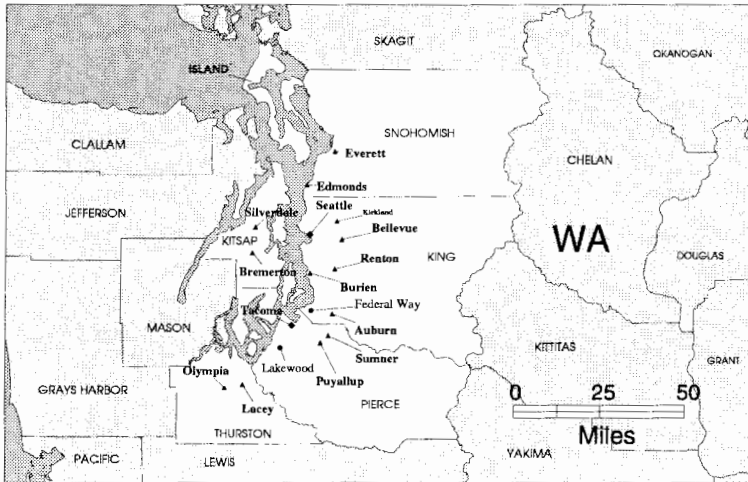 SKAGIT
OKANOGAN
ISLAND
SNOHOMISH
CLALLAM
CHELAN
Everett
Edmonds
JEFFERSON
Silverdale
Seattle
Kirkland
Bellevue
KITSAP
WA
KING
DOUGLAS
Bremerton
Renton
Burien
Federal Way
Tacoma
Auburn
MASON
Sumner
KITTITAS
GRANT
Olympia
Lakewood
Puyallup
GRAYS HARBOR
0 25 50
Lacey
PIERCE
THURSTON
Miles
PACIFIC
LEWIS
YAKIMA